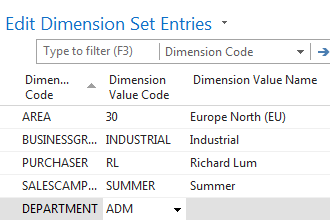 Edit Dimension Set Entries
Type to filter (F3) Dimension Code
Dimen... Code Dimension Value Code Dimension Value Name
AREA 30 Europe North (EU)
BUSINESSGR... INDUSTRIAL Industrial
PURCHASER RL Richard Lum
SALESCAMP... SUMMER Summer
DEPARTMENT ADM